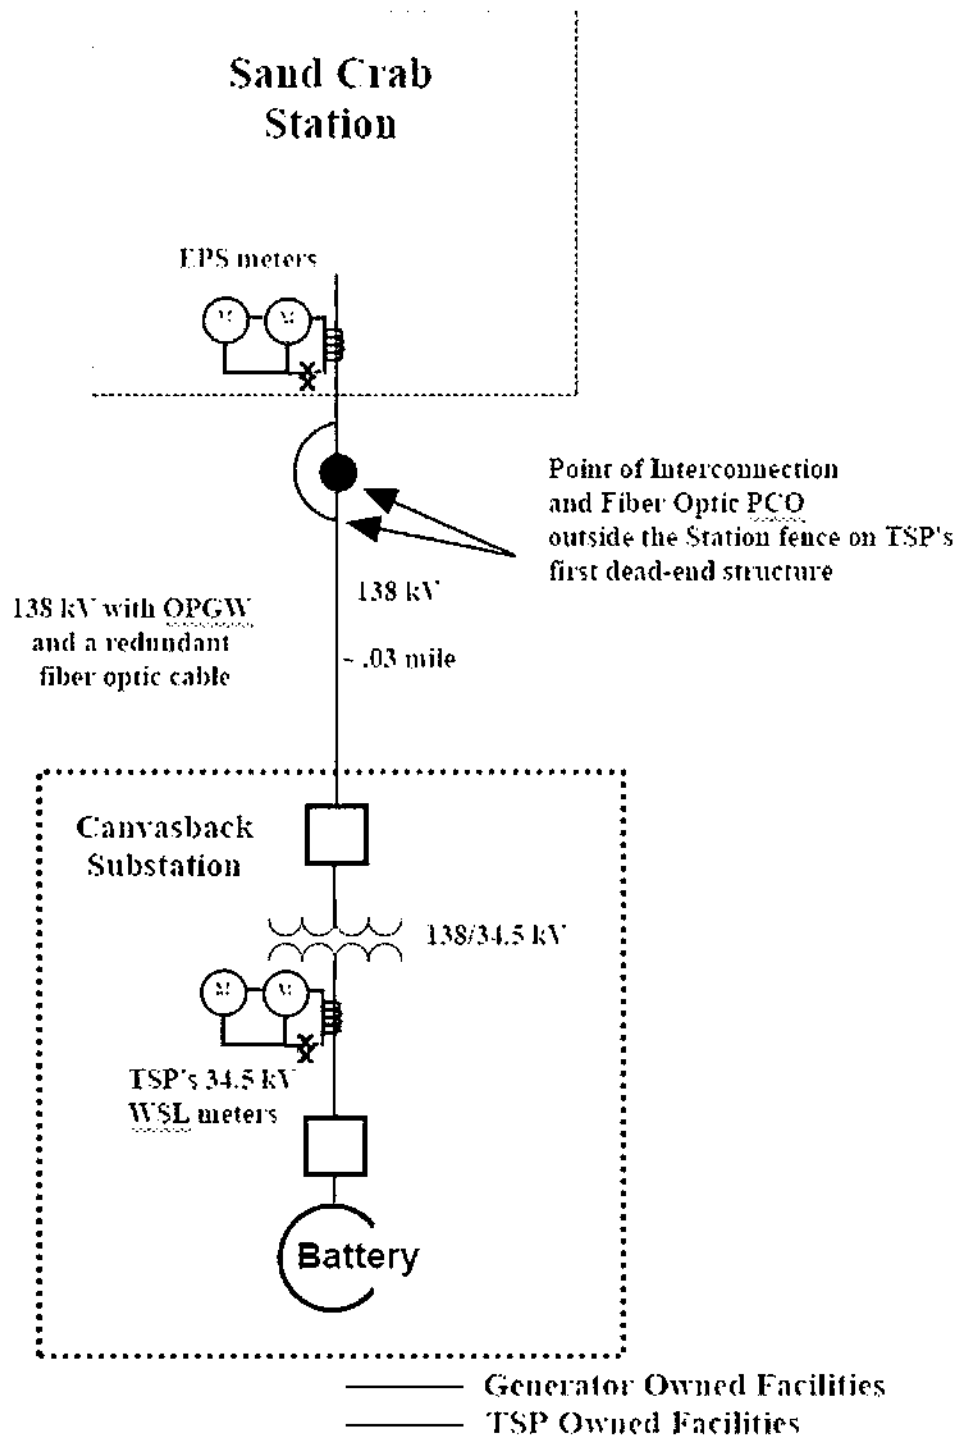 Sand Crab
Station
EPS meters
M M
Point of Interconnection
and Fiber Optic PCO
outside the Station fence on TSP's
first dead-end structure
138 kV
138 kV with OPGW
and a redundant
fiber optic cable
~ .03 mile
Canvasback
Substation
138/34.5 kV
M M
TSP's 34.5 kV
WSL meters
Battery
Generator Owned Facilities
TSP Owned Facilities